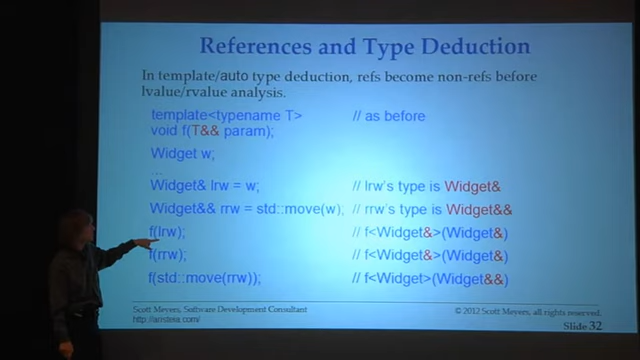 References and Type Deduction
In template/auto type deduction, refs become non-refs before
lvalue/rvalue analysis.
template<typename T> // as before
void f(T&& param);
Widget w;
...
Widget& lrw = w; // lrw's type is Widget&
Widget&& rrw = std::move(w); // rrw's type is Widget&&
f(lrw); // f<Widget&>(Widget&)
f(rrw); // f<Widget&>(Widget&)
f(std::move(rrw)); // f<Widget>(Widget&&)
Scott Meyers, Software Development Consultant © 2012 Scott Meyers, all rights reserved.
http://aristeia.com/ Slide 32